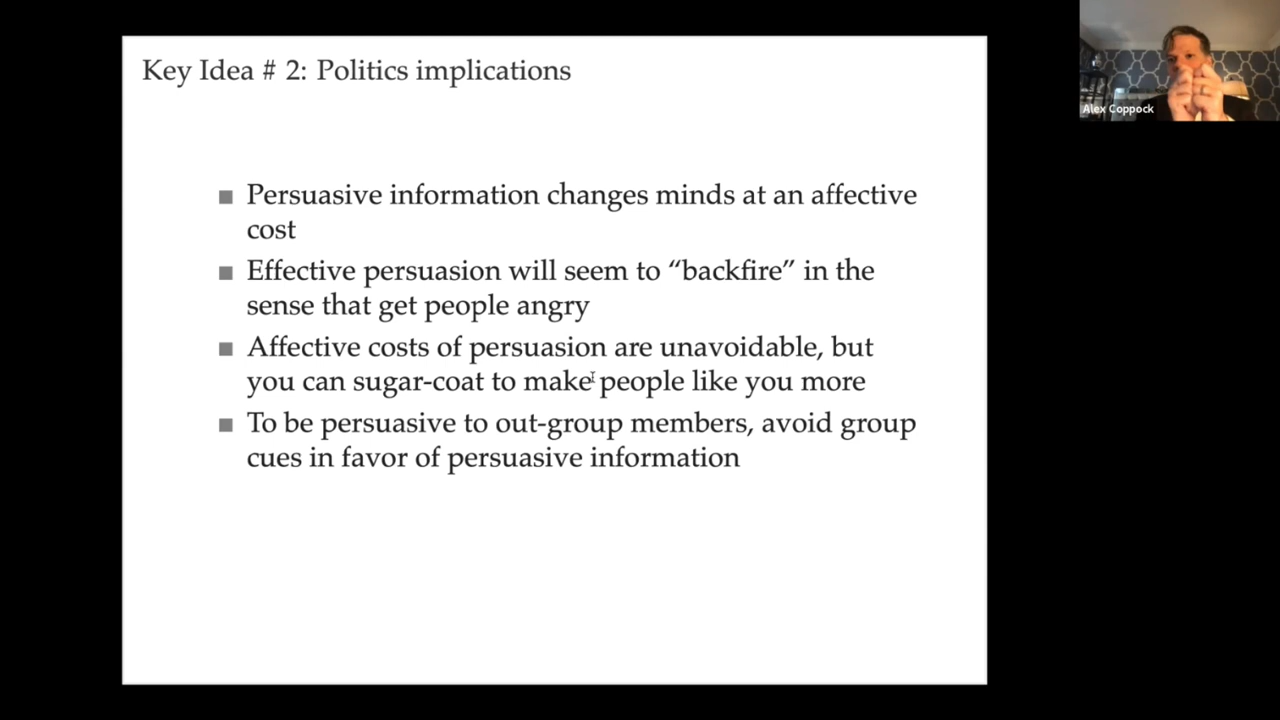 Key Idea # 2: Politics implications
Persuasive information changes minds at an affective
cost
Effective persuasion will seem to “backfire” in the
sense that get people angry
Affective costs of persuasion are unavoidable, but
you can sugar-coat to make people like you more
To be persuasive to out-group members, avoid group
cues in favor of persuasive information
Alex Coppock